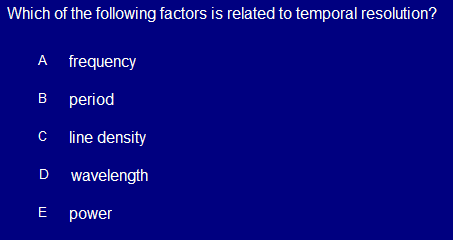 Which of the following factors is related to temporal resolution?
A frequency
B period
C line density
D wavelength
E power